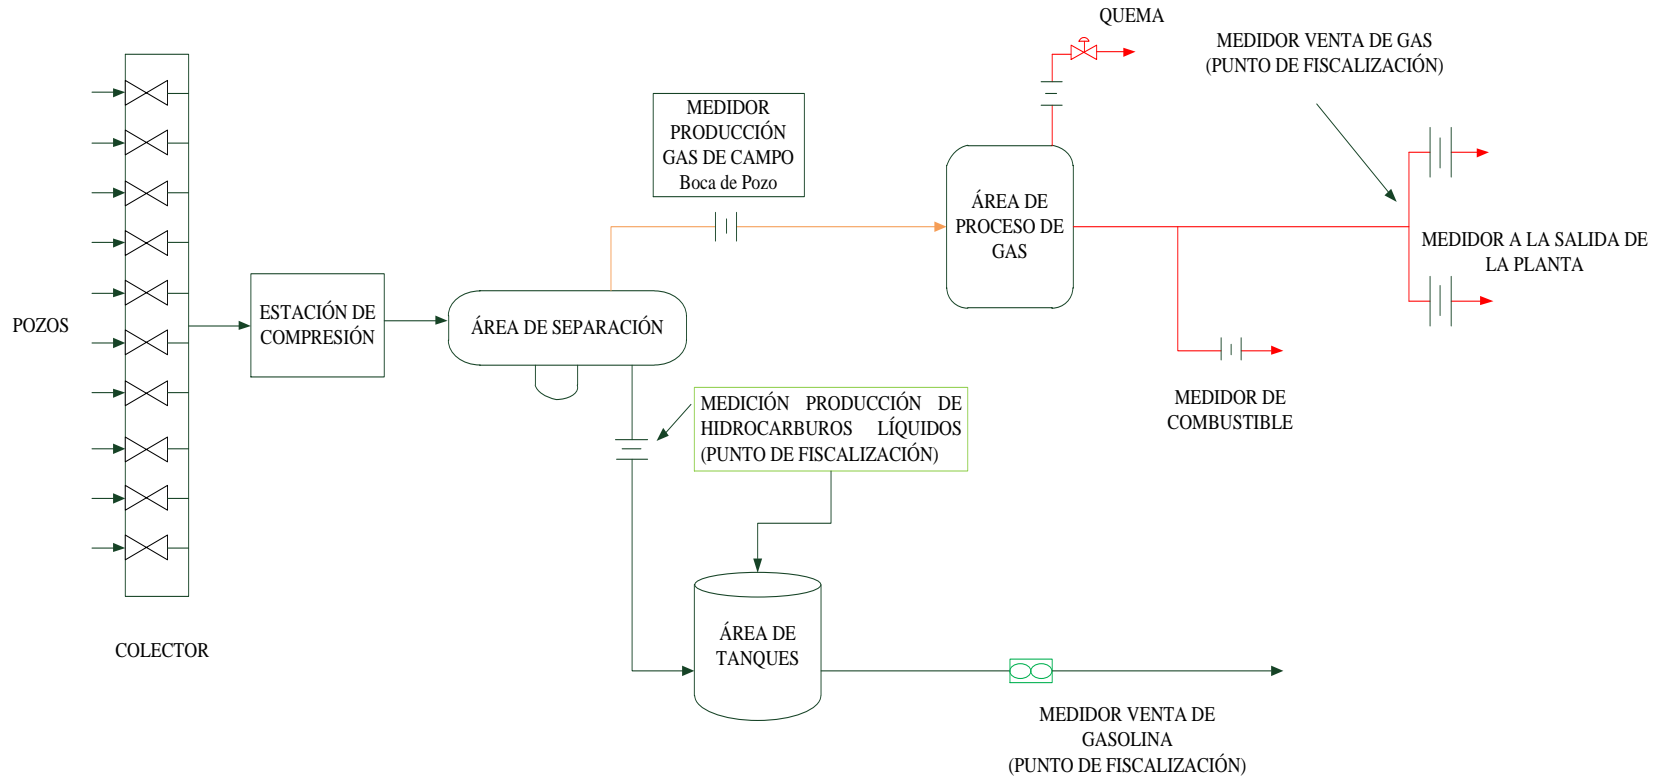 QUEMA
MEDIDOR VENTA DE GAS
(PUNTO DE FISCALIZACIÓN)
MEDIDOR
PRODUCCIÓN
GAS DE CAMPO
Boca de Pozo
ÁREA DE
PROCESO DE
GAS
MEDIDOR A LA SALIDA DE
LA PLANTA
POZOS
ESTACIÓN DE
COMPRESIÓN
ÁREA DE SEPARACIÓN
MEDICIÓN PRODUCCIÓN DE
HIDROCARBUROS LÍQUIDOS
(PUNTO DE FISCALIZACIÓN)
MEDIDOR DE
COMBUSTIBLE
COLECTOR
ÁREA DE
TANQUES
MEDIDOR VENTA DE
GASOLINA
(PUNTO DE FISCALIZACIÓN)